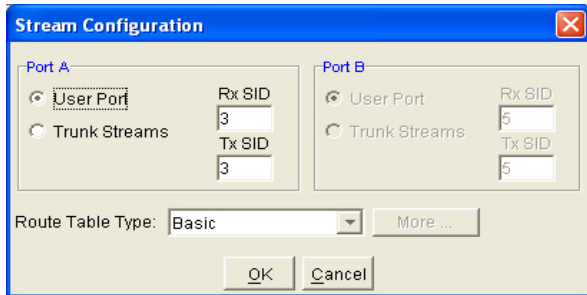 Stream Configuration
Port A
Port B
User Port
Rx SID
3
Trunk Streams
Tx SID
3
User Port
Rx SID
5
Trunk Streams
Tx SID
5
Route Table Type: Basic More ...
OK Cancel